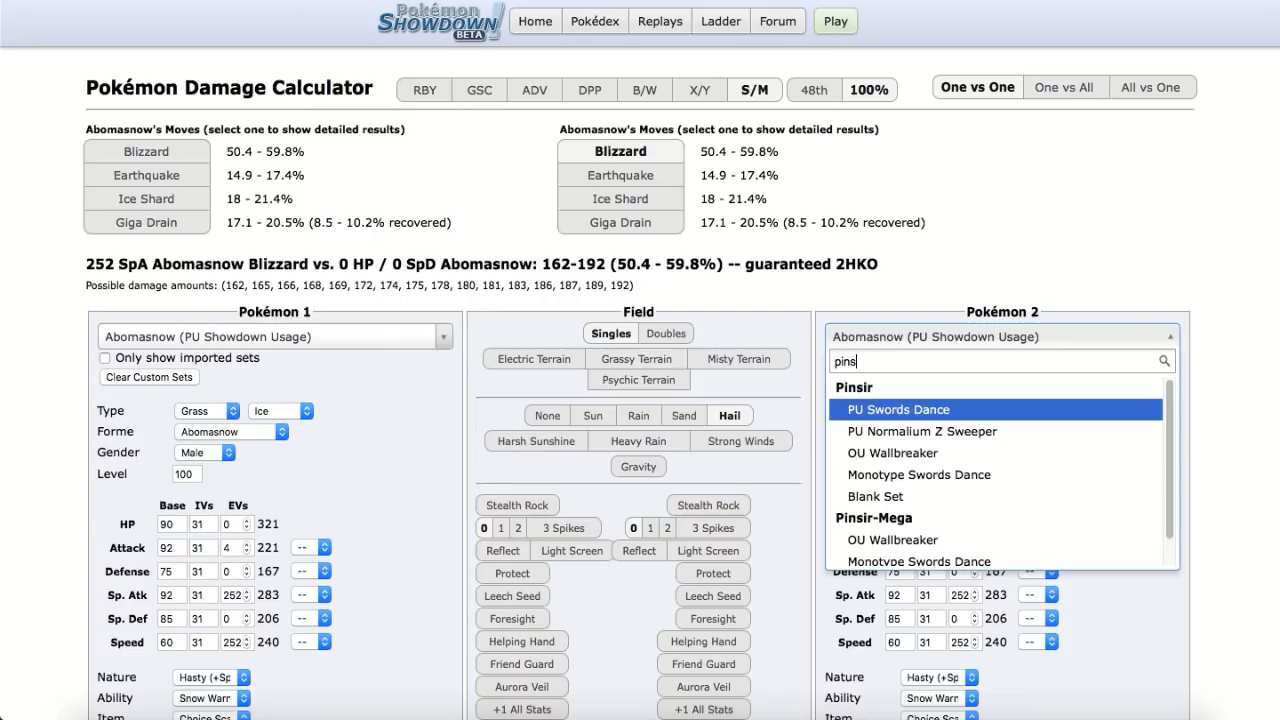 Pokémon SHOWDOWN! BETA Home Pokédex Replays Ladder Forum Play
Pokémon Damage Calculator RBY GSC ADV DPP B/W X/Y S/M 48th 100% One vs One One vs All All vs One
Abomasnow's Moves (select one to show detailed results) Abomasnow's Moves (select one to show detailed results)
Blizzard 50.4 - 59.8% Blizzard 50.4 - 59.8%
Earthquake 14.9 - 17.4% Earthquake 14.9 - 17.4%
Ice Shard 18 - 21.4% Ice Shard 18 - 21.4%
Giga Drain 17.1 - 20.5% (8.5 - 10.2% recovered) Giga Drain 17.1 - 20.5% (8.5 - 10.2% recovered)
252 SpA Abomasnow Blizzard vs. 0 HP / 0 SpD Abomasnow: 162-192 (50.4 - 59.8%) -- guaranteed 2HKO
Possible damage amounts: (162, 165, 166, 168, 169, 172, 174, 175, 178, 180, 181, 183, 186, 187, 189, 192)
Pokémon 1
Abomasnow (PU Showdown Usage)
Only show imported sets
Clear Custom Sets
Type Grass Ice
Forme Abomasnow
Gender Male
Level 100
Base IVs EVs
HP 90 31 0 321
Attack 92 31 4 221 --
Defense 75 31 0 167 --
Sp. Atk 92 31 252 283 --
Sp. Def 85 31 0 206 --
Speed 60 31 252 240 --
Nature Hasty (+Sp
Ability Snow Warn
Item Choice Sca
Field
Singles Doubles
Electric Terrain Grassy Terrain Misty Terrain
Psychic Terrain
None Sun Rain Sand Hail
Harsh Sunshine Heavy Rain Strong Winds
Gravity
Stealth Rock Stealth Rock
0 1 2 3 Spikes 0 1 2 3 Spikes
Reflect Light Screen Reflect Light Screen
Protect Protect
Leech Seed Leech Seed
Foresight Foresight
Helping Hand Helping Hand
Friend Guard Friend Guard
Aurora Veil Aurora Veil
+1 All Stats +1 All Stats
Pokémon 2
Abomasnow (PU Showdown Usage)
pins
Pinsir
PU Swords Dance
PU Normalium Z Sweeper
OU Wallbreaker
Monotype Swords Dance
Blank Set
Pinsir-Mega
OU Wallbreaker
Monotype Swords Dance
Defense 75 31 0 167 --
Sp. Atk 92 31 252 283 --
Sp. Def 85 31 0 206 --
Speed 60 31 252 240 --
Nature Hasty (+Sp
Ability Snow Warn
Item Choice Sca